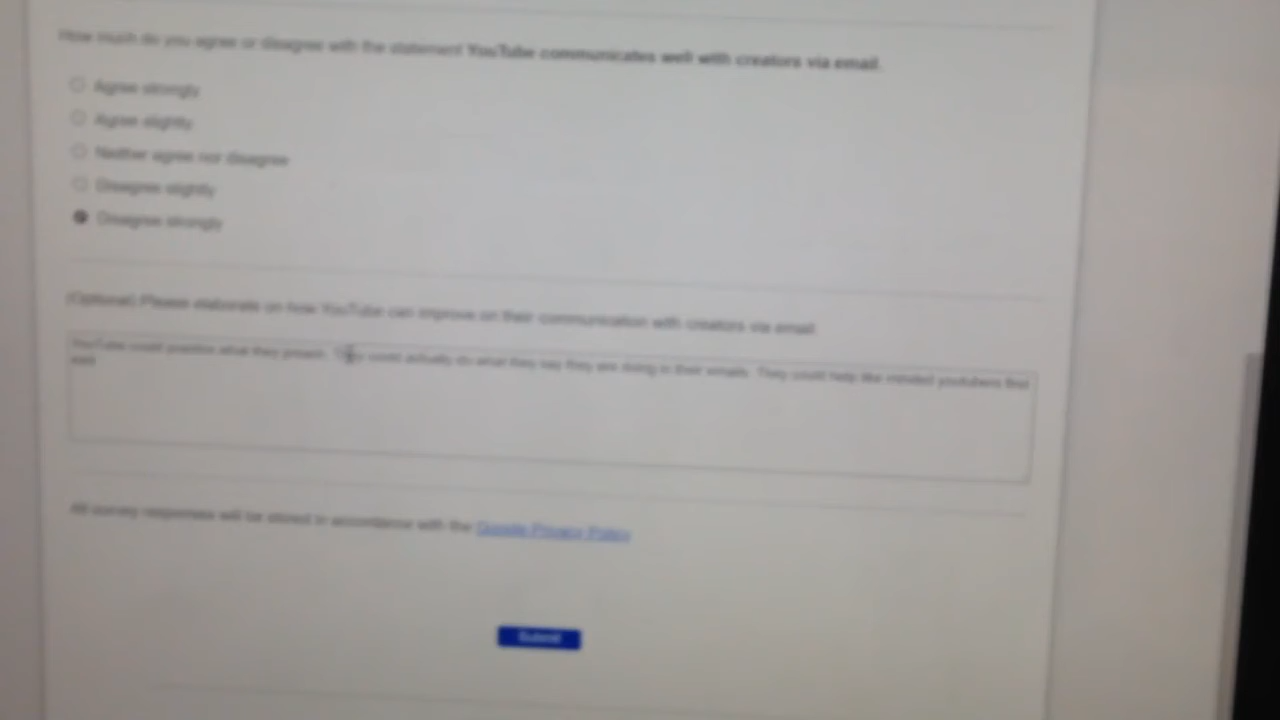 How much do you agree or disagree with the statement YouTube communicates well with creators via email.
Agree strongly
Agree slightly
Neither agree nor disagree
Disagree slightly
Disagree strongly
(Optional) Please elaborate on how YouTube can improve on their communication with creators via email.
YouTube could practice what they preach. They could actually do what they say they are doing in their emails. They could help like minded youtubers find
each
All survey responses will be stored in accordance with the Google Privacy Policy
Submit